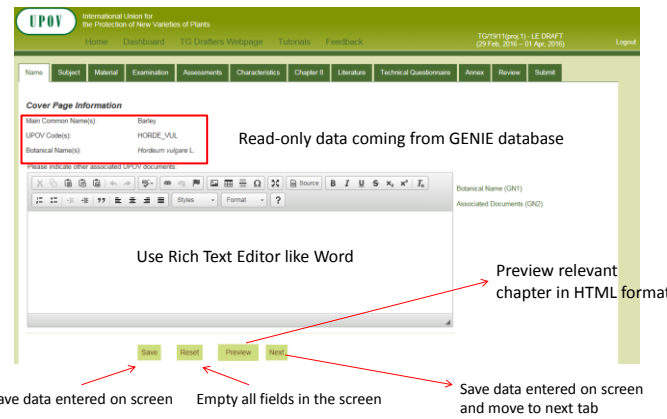 UPOV
International Union for
the Protection of New Varieties of Plants
Home Dashboard TG Drafters Webpage Tutorials Feedback
TG/19/11(proj.1) - LE DRAFT
(29 Feb. 2016 -- 01 Apr. 2016)
Logout
Name Subject Material Examination Assessments Characteristics Chapter II Literature Technical Questionnaire Annex Review Submit
Cover Page Information
Main Common Name(s): Barley
UPOV Code(s): HORDE_VUL
Botanical Name(s): Hordeum vulgare L.
Read-only data coming from GENIE database
Please indicate other associated UPOV documents:
Source B I U S x₂ x² Tx
Styles Format ?
Botanical Name (GN1)
Associated Documents (GN2)
Use Rich Text Editor like Word
Preview relevant
chapter in HTML format
Save Reset Preview Next
ave data entered on screen
Empty all fields in the screen
Save data entered on screen
and move to next tab